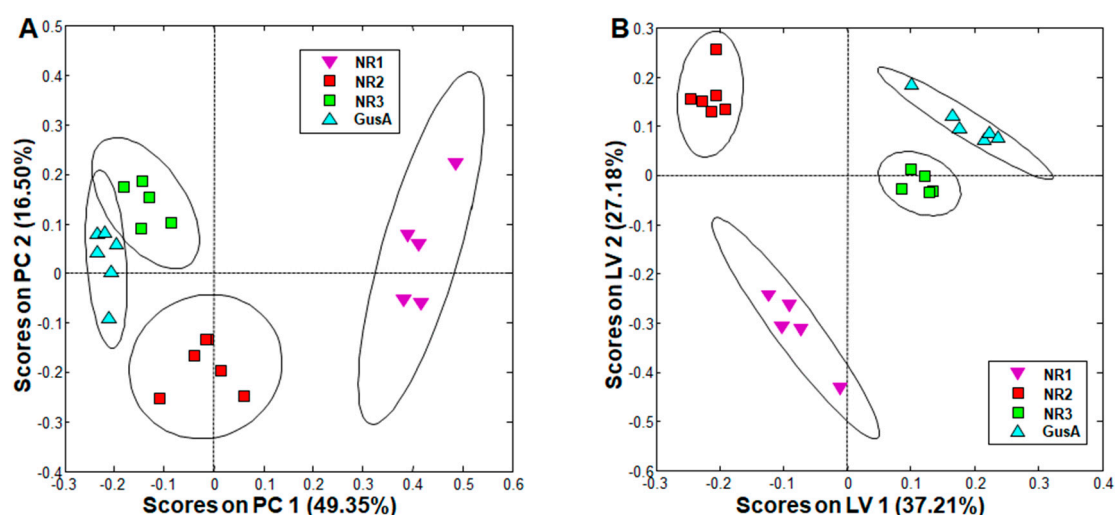 A
NR1
NR2
NR3
GusA
Scores on PC 2 (16.50%)
0.5
0.4
0.3
0.2
0.1
0
-0.1
-0.2
-0.3
-0.4
-0.3 -0.2 -0.1 0 0.1 0.2 0.3 0.4 0.5 0.6
Scores on PC 1 (49.35%)
B
Scores on LV 2 (27.18%)
0.3
0.2
0.1
0
-0.1
-0.2
-0.3
-0.4
-0.5
-0.6
NR1
NR2
NR3
GusA
-0.3 -0.2 -0.1 0 0.1 0.2 0.3 0.4
Scores on LV 1 (37.21%)